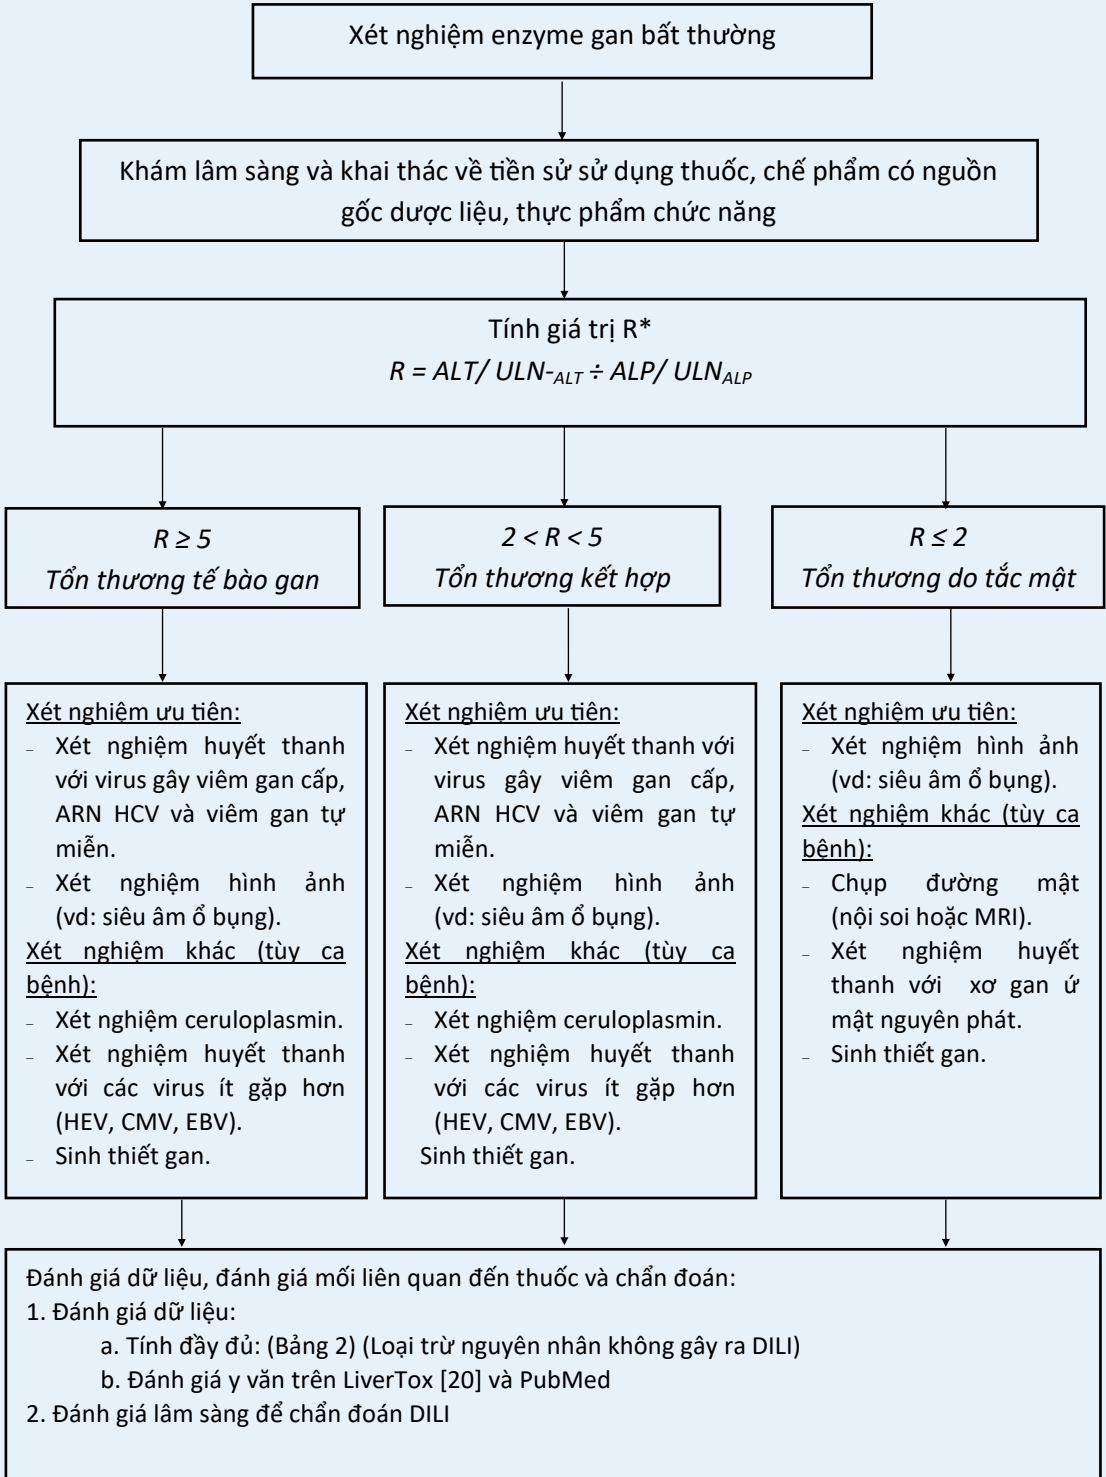 Xét nghiệm enzyme gan bất thường
Khám lâm sàng và khai thác về tiền sử sử dụng thuốc, chế phẩm có nguồn
gốc dược liệu, thực phẩm chức năng
Tính giá trị R*
R = ALT/ ULN-ALT ÷ ALP/ ULNALP
R ≥ 5
Tổn thương tế bào gan
2 < R < 5
Tổn thương kết hợp
R ≤ 2
Tổn thương do tắc mật
Xét nghiệm ưu tiên:
- Xét nghiệm huyết thanh
với virus gây viêm gan cấp,
ARN HCV và viêm gan tự
miễn.
- Xét nghiệm hình ảnh
(vd: siêu âm ổ bụng).
Xét nghiệm khác (tùy ca
bệnh):
- Xét nghiệm ceruloplasmin.
- Xét nghiệm huyết thanh
với các virus ít gặp hơn
(HEV, CMV, EBV).
- Sinh thiết gan.
Xét nghiệm ưu tiên:
- Xét nghiệm huyết thanh với
virus gây viêm gan cấp,
ARN HCV và viêm gan tự
miễn.
- Xét nghiệm hình ảnh
(vd: siêu âm ổ bụng).
Xét nghiệm khác (tùy ca
bệnh):
- Xét nghiệm ceruloplasmin.
- Xét nghiệm huyết thanh
với các virus ít gặp hơn
(HEV, CMV, EBV).
Sinh thiết gan.
Xét nghiệm ưu tiên:
- Xét nghiệm hình ảnh
(vd: siêu âm ổ bụng).
Xét nghiệm khác (tùy ca
bệnh):
- Chụp đường mật
(nội soi hoặc MRI).
- Xét nghiệm huyết
thanh với xơ gan ứ
mật nguyên phát.
- Sinh thiết gan.
Đánh giá dữ liệu, đánh giá mối liên quan đến thuốc và chẩn đoán:
1. Đánh giá dữ liệu:
a. Tính đầy đủ: (Bảng 2) (Loại trừ nguyên nhân không gây ra DILI)
b. Đánh giá y văn trên LiverTox [20] và PubMed
2. Đánh giá lâm sàng để chẩn đoán DILI